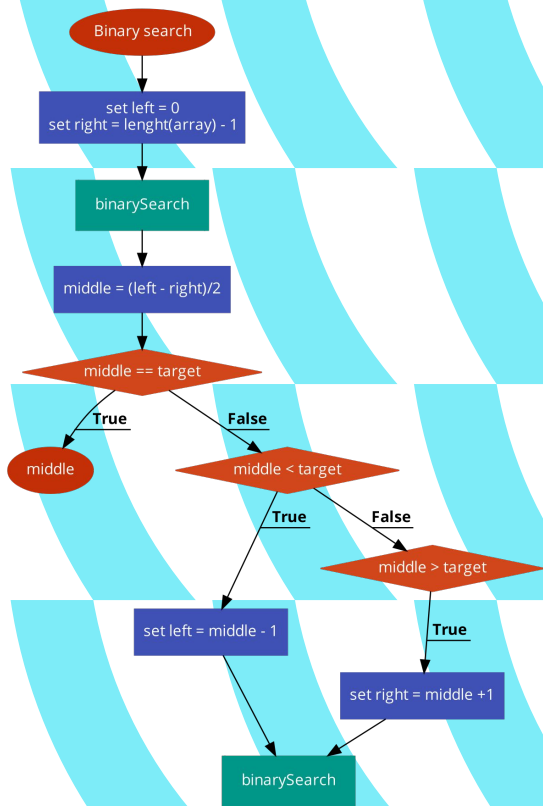 Binary search
set left = 0
set right = lenght(array) - 1
binarySearch
middle = (left - right)/2
middle == target
True
False
middle
middle < target
True
False
middle > target
set left = middle - 1
True
set right = middle +1
binarySearch